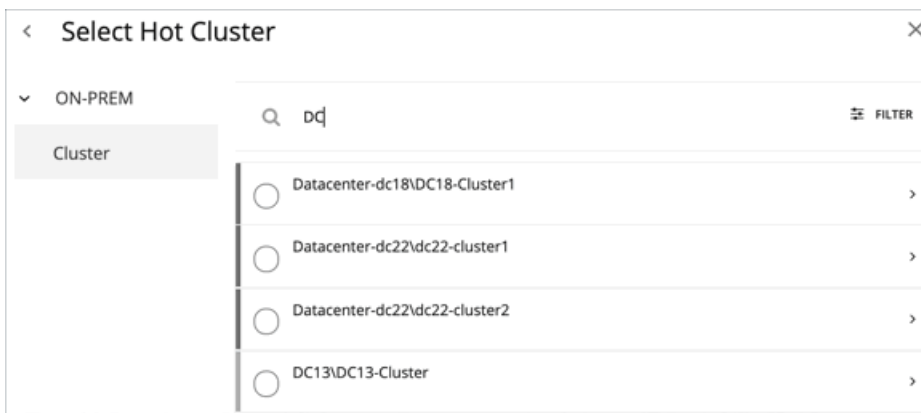 Select Hot Cluster
ON-PREM
Cluster
DC
FILTER
Datacenter-dc18\DC18-Cluster1
Datacenter-dc22\dc22-cluster1
Datacenter-dc22\dc22-cluster2
DC13\DC13-Cluster